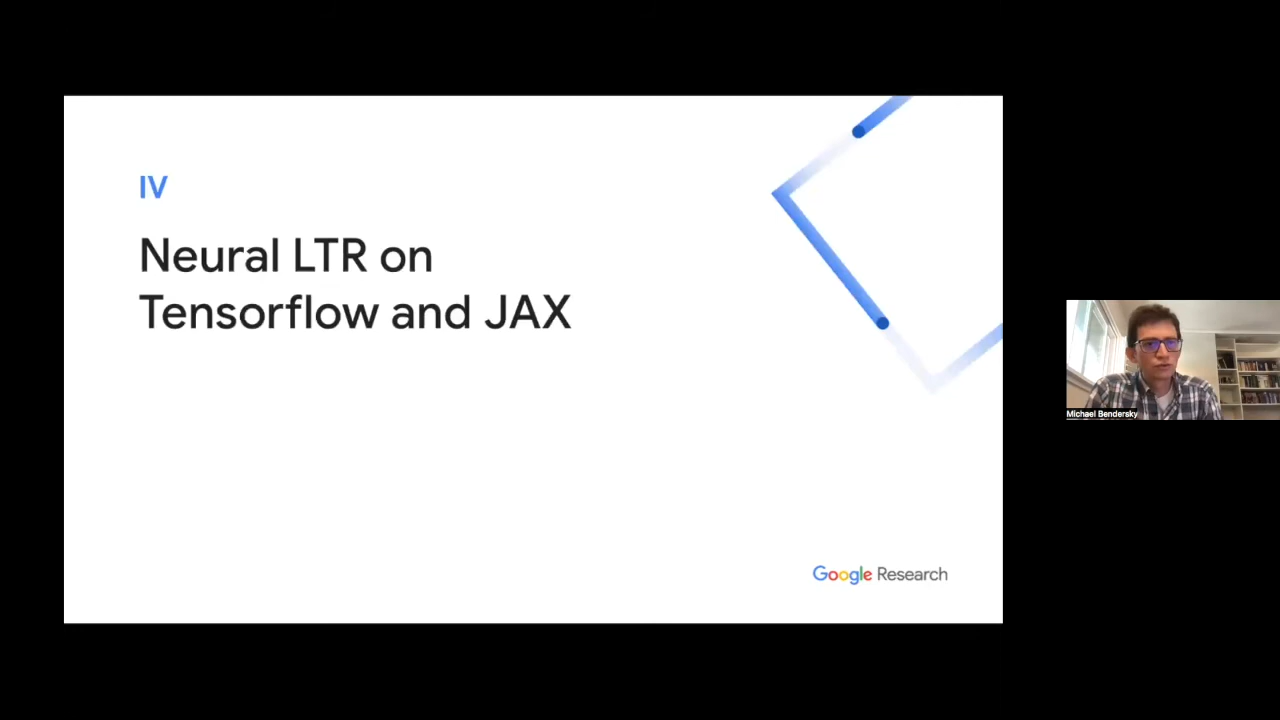 IV
Neural LTR on
Tensorflow and JAX
Google Research
Michael Bendersky